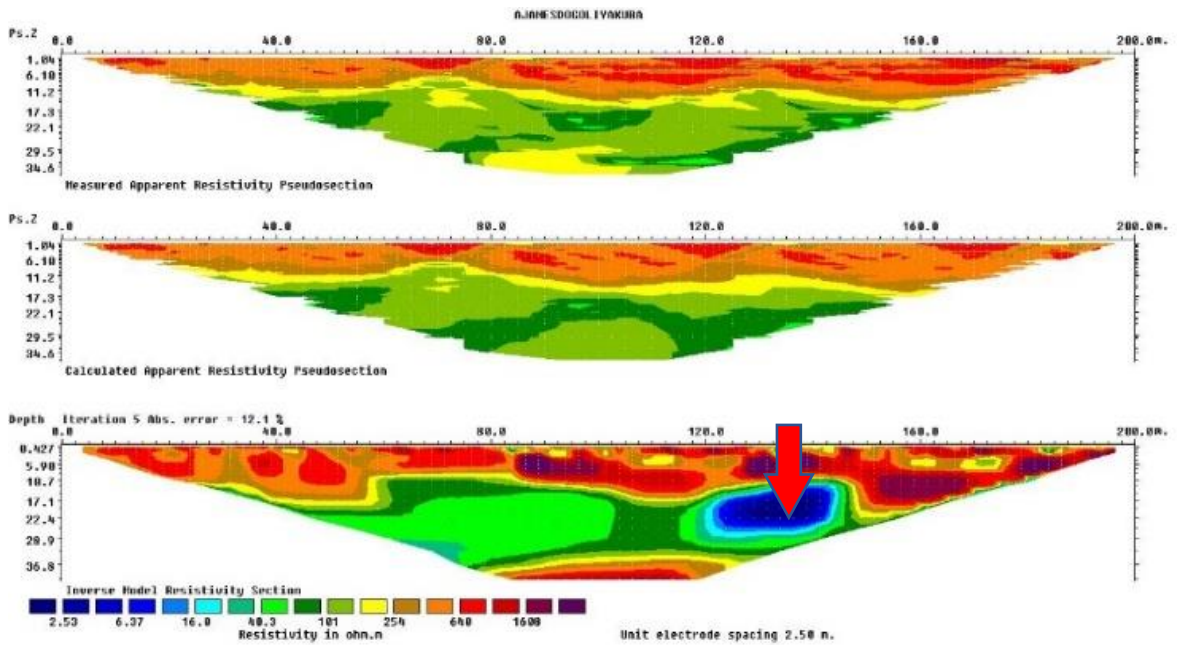 AJANESDOGOLIYAKUBA
Ps.Z 0.0 40.0 80.0 120.0 160.0 200.0m.
1.04
6.10
11.2
17.3
22.1
29.5
34.6
Measured Apparent Resistivity Pseudosection
Ps.Z 0.0 40.0 80.0 120.0 160.0 200.0m.
1.04
6.10
11.2
17.3
22.1
29.5
34.6
Calculated Apparent Resistivity Pseudosection
Depth Iteration 5 Abs. error = 12.1 %
0.0 40.0 80.0 120.0 160.0 200.0m.
0.427
5.90
10.7
17.1
22.4
28.9
36.8
Inverse Model Resistivity Section
2.53 6.37 16.0 40.3 101 254 640 1608
Resistivity in ohm.m Unit electrode spacing 2.50 m.